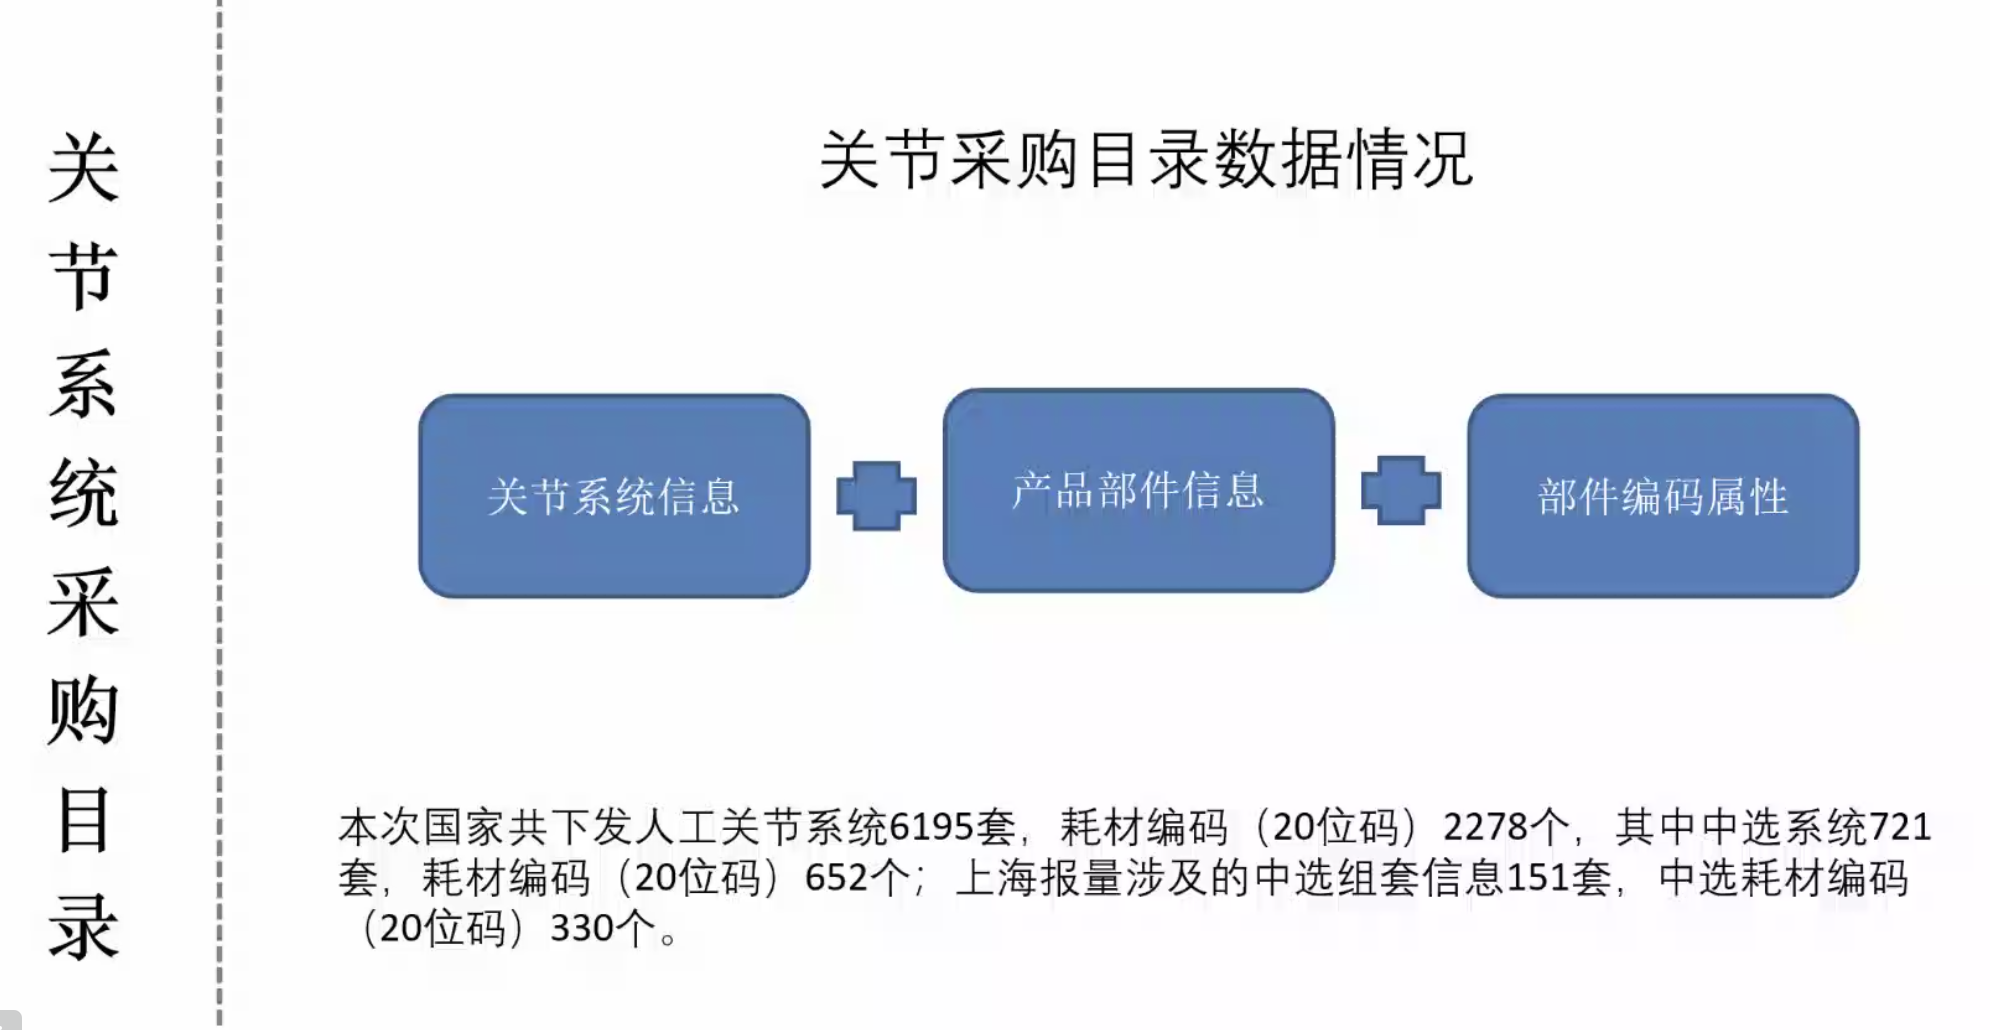 关节系统采购目录
关节采购目录数据情况
关节系统信息
产品部件信息
部件编码属性
本次国家共下发人工关节系统6195套，耗材编码（20位码）2278个，其中中选系统721
套，耗材编码（20位码）652个；上海报量涉及的中选组套信息151套，中选耗材编码
（20位码）330个。